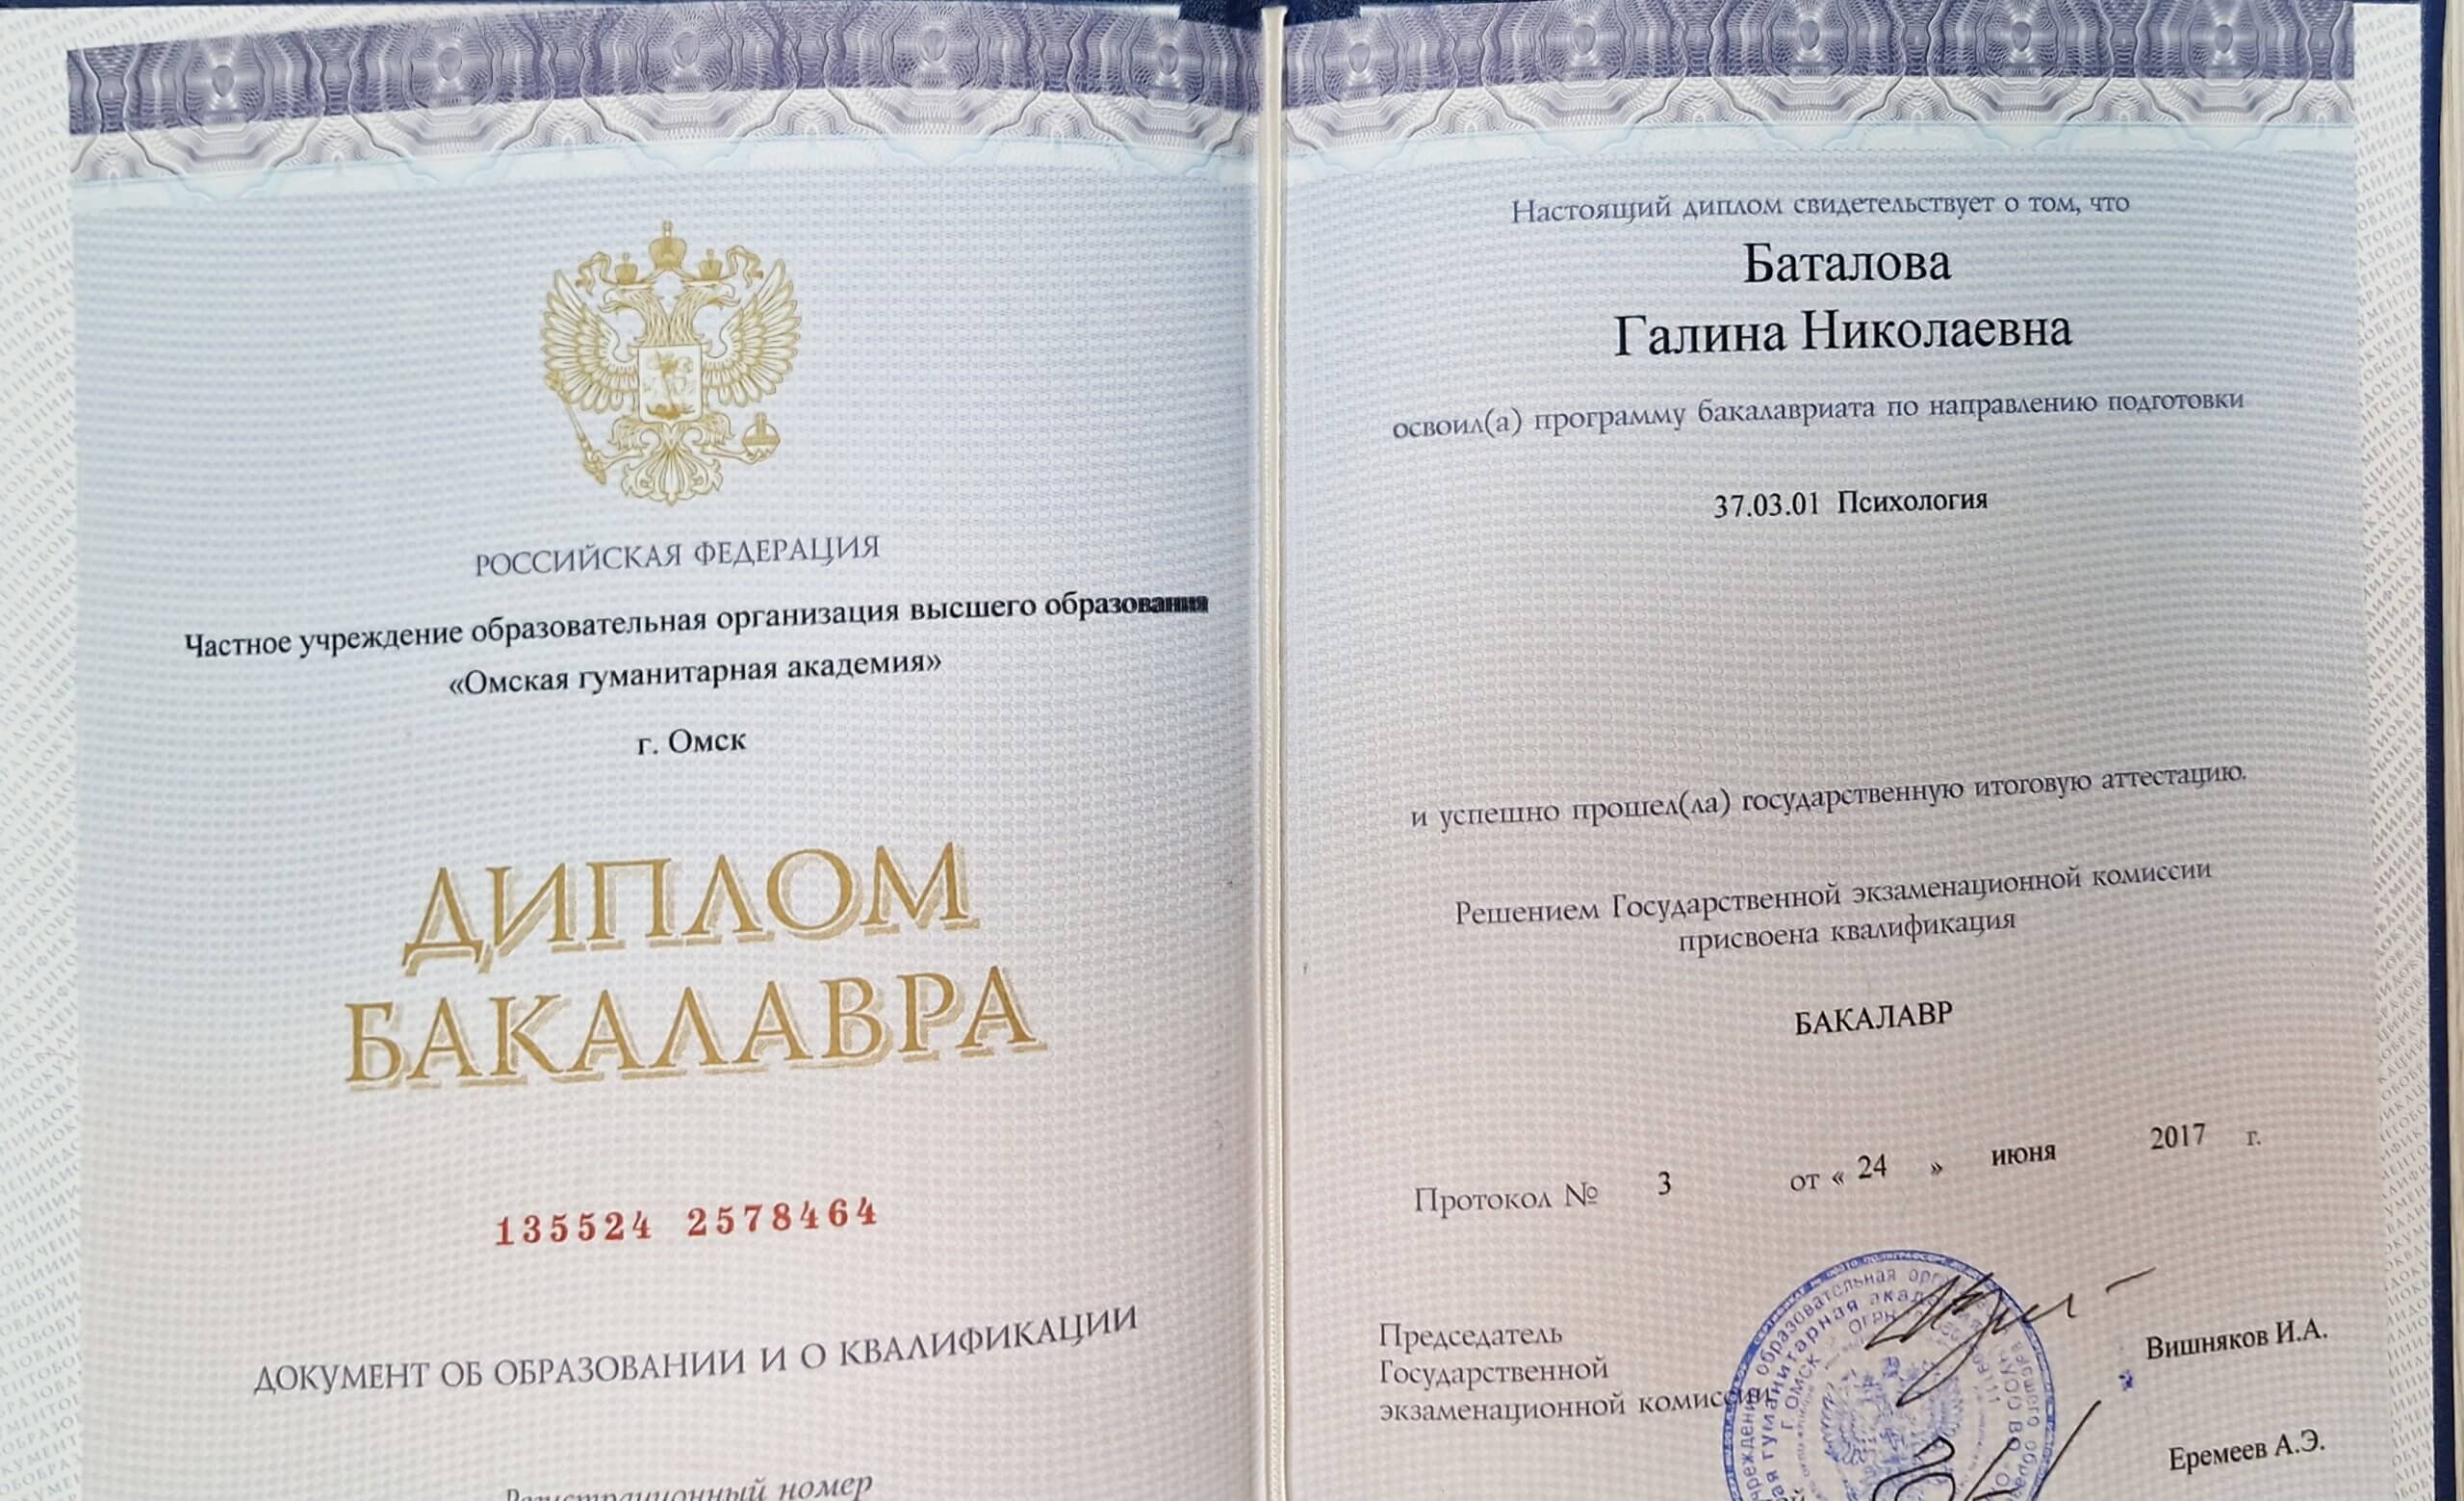 РОССИЙСКАЯ ФЕДЕРАЦИЯ
Частное учреждение образовательная организация высшего образования
«Омская гуманитарная академия»
г. Омск
ДИПЛОМ
БАКАЛАВРА
135524 2578464
ДОКУМЕНТ ОБ ОБРАЗОВАНИИ И О КВАЛИФИКАЦИИ
Регистрационный номер
Настоящий диплом свидетельствует о том, что
Баталова
Галина Николаевна
освоил(а) программу бакалавриата по направлению подготовки
37.03.01 Психология
и успешно прошел(ла) государственную итоговую аттестацию.
Решением Государственной экзаменационной комиссии
присвоена квалификация
БАКАЛАВР
Протокол № 3 от « 24 » июня 2017 г.
Председатель
Государственной
экзаменационной комиссии
Вишняков И.А.
Еремеев А.Э.